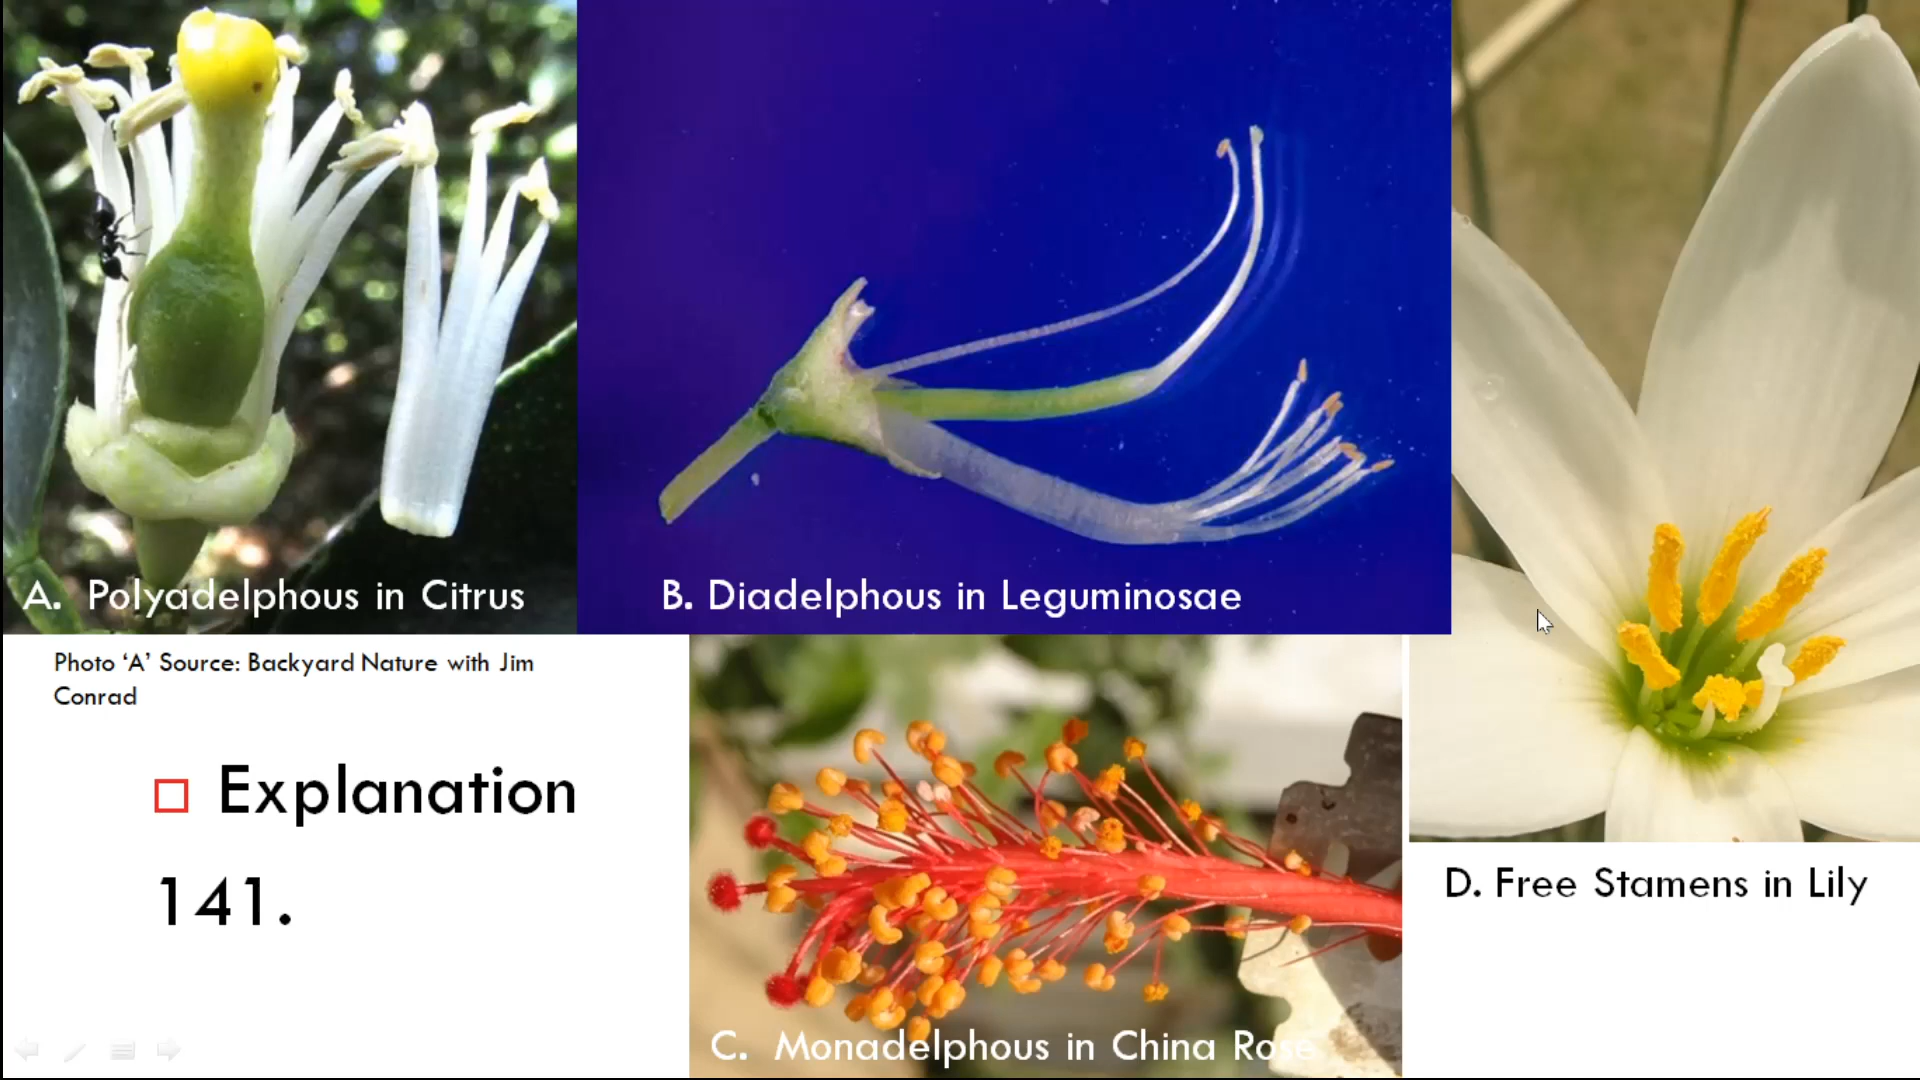 A. Polyadelphous in Citrus
B. Diadelphous in Leguminosae
Photo ‘A’ Source: Backyard Nature with Jim
Conrad
□ Explanation
141.
C. Monadelphous in China Rose
D. Free Stamens in Lily